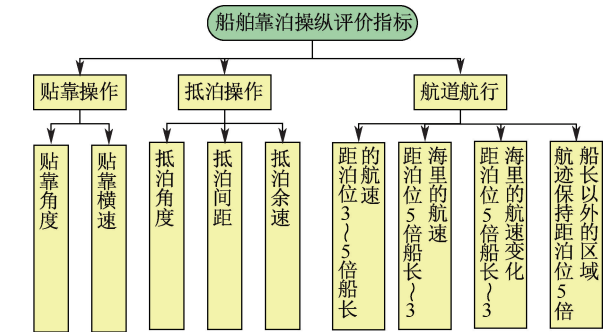 船舶靠泊操纵评价指标
贴靠操作
抵泊操作
航道航行
贴靠角度
贴靠横速
抵泊角度
抵泊间距
抵泊余速
距泊位3～5倍船长
的航速
距泊位5倍船长～3
海里的航速
距泊位5倍船长～3
海里的航速变化
航迹保持距泊位5倍
船长以外的区域